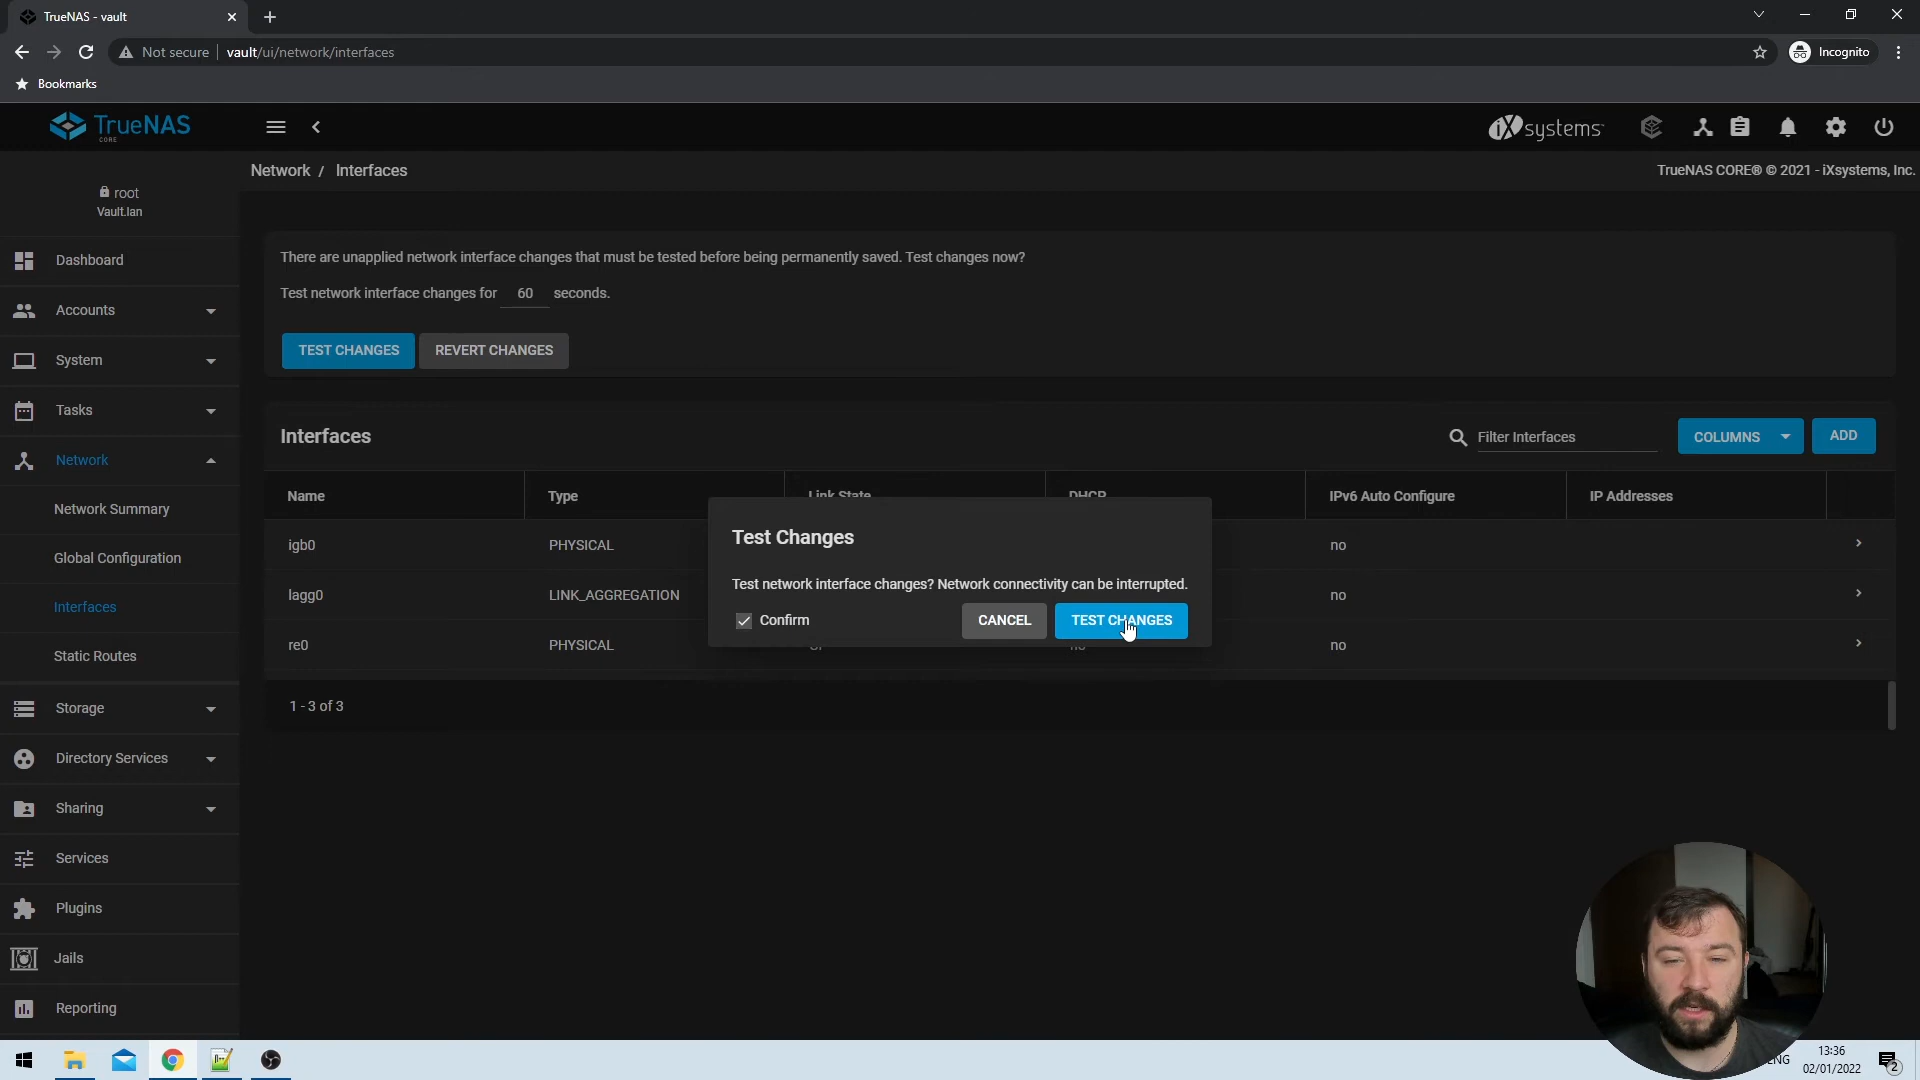 TrueNAS - vault
Not secure
vault/ui/network/interfaces
Incognito
Bookmarks
TrueNAS
CORE
iXsystems
Network / Interfaces
TrueNAS CORE® © 2021 - iXsystems, Inc.
root
Vault.lan
Dashboard
Accounts
System
Tasks
Network
Network Summary
Global Configuration
Interfaces
Static Routes
Storage
Directory Services
Sharing
Services
Plugins
Jails
Reporting
There are unapplied network interface changes that must be tested before being permanently saved. Test changes now?
Test network interface changes for 60 seconds.
TEST CHANGES
REVERT CHANGES
Interfaces
Filter Interfaces
COLUMNS
ADD
Name Type Link State DHCP IPv6 Auto Configure IP Addresses
igb0 PHYSICAL no
lagg0 LINK_AGGREGATION no
re0 PHYSICAL no
1 - 3 of 3
Test Changes
Test network interface changes? Network connectivity can be interrupted.
Confirm
CANCEL
TEST CHANGES
ENG
13:36
02/01/2022
2